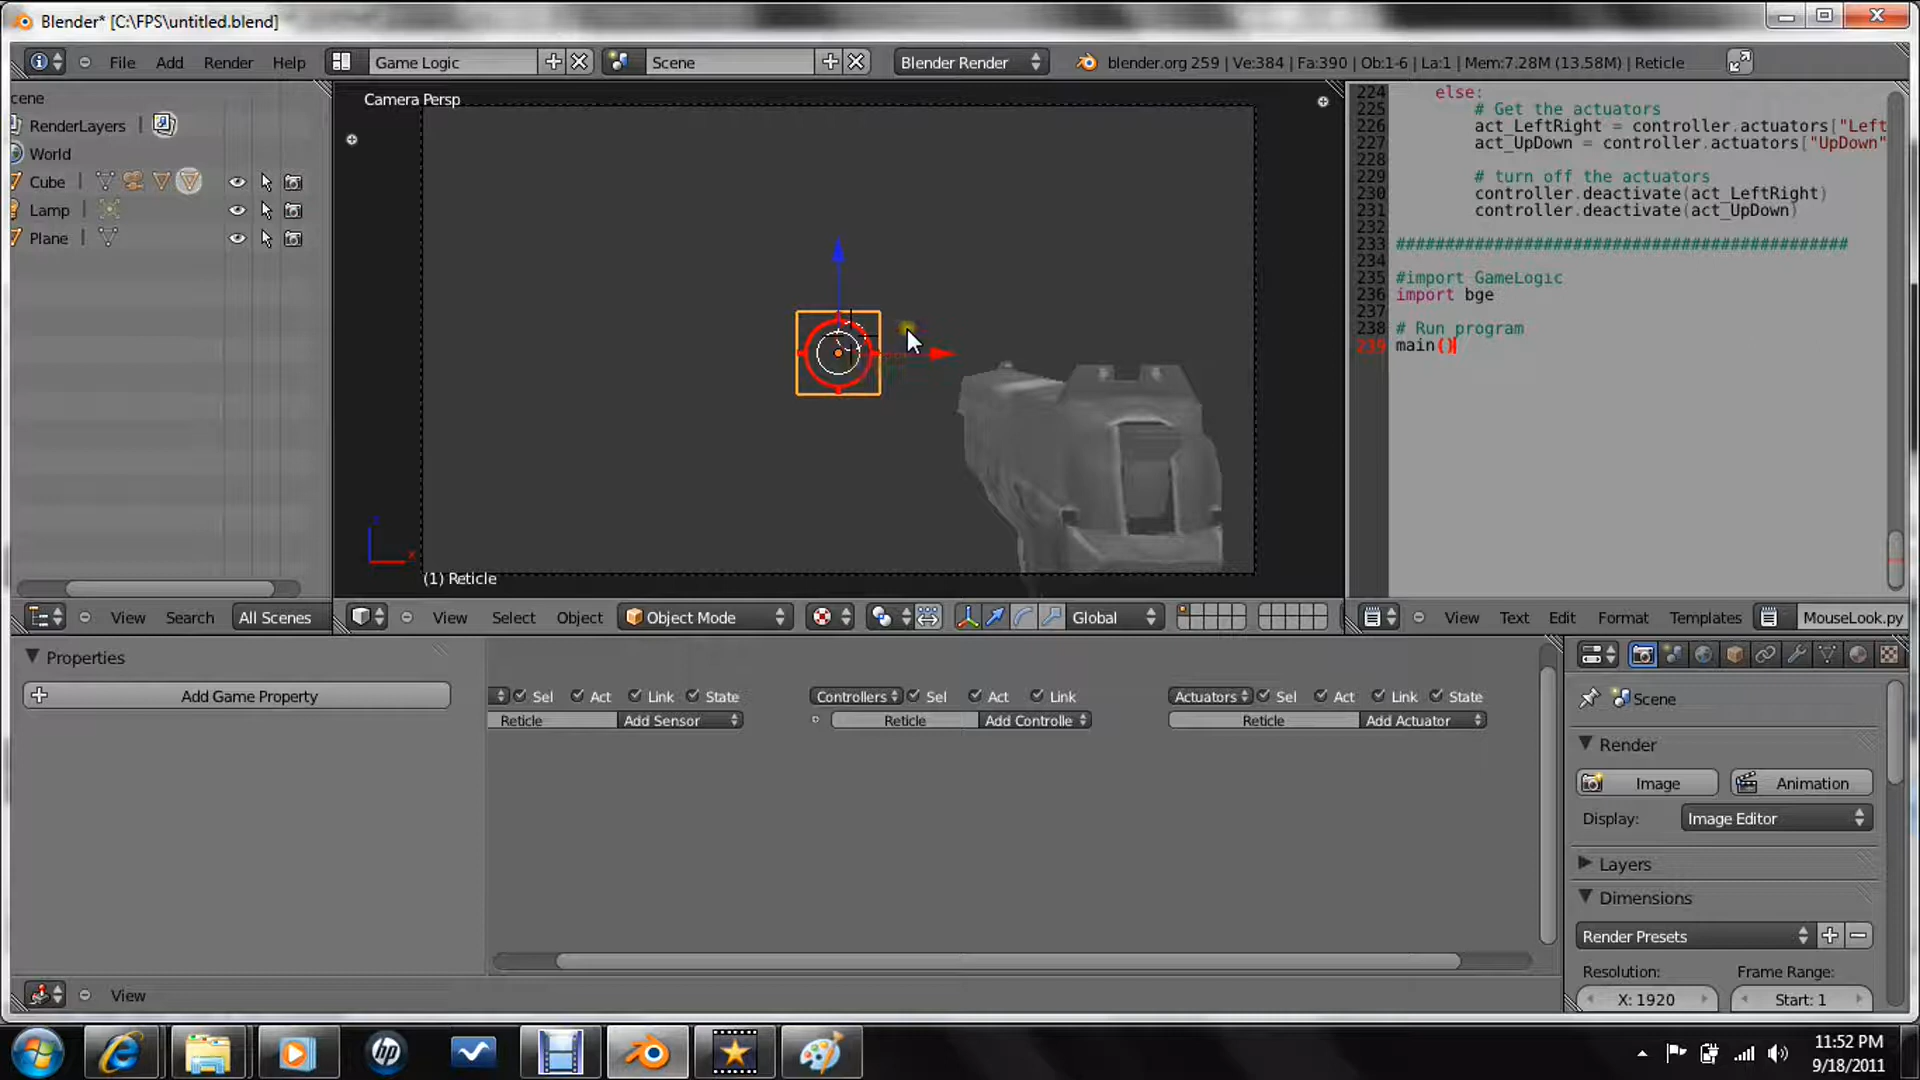 Blender* [C:\FPS\untitled.blend]
File Add Render Help Game Logic Scene Blender Render blender.org 259 | Ve:384 | Fa:390 | Ob:1-6 | La:1 | Mem:7.28M (13.58M) | Reticle
cene
RenderLayers |
World
Cube |
Lamp |
Plane |
View Search All Scenes
Camera Persp
(1) Reticle
View Select Object Object Mode Global
224 else:
225 # Get the actuators
226 act_LeftRight = controller.actuators["Left
227 act_UpDown = controller.actuators["UpDown"
228
229 # turn off the actuators
230 controller.deactivate(act_LeftRight)
231 controller.deactivate(act_UpDown)
232
233 ##############################################
234
235 #import GameLogic
236 import bge
237
238 # Run program
239 main()
View Text Edit Format Templates MouseLook.py
Properties
Add Game Property
Sel Act Link State
Reticle Add Sensor
Controllers Sel Act Link
Reticle Add Controlle
Actuators Sel Act Link State
Reticle Add Actuator
View
Scene
Render
Image Animation
Display: Image Editor
Layers
Dimensions
Render Presets
Resolution: Frame Range:
X: 1920 Start: 1
hp
11:52 PM
9/18/2011